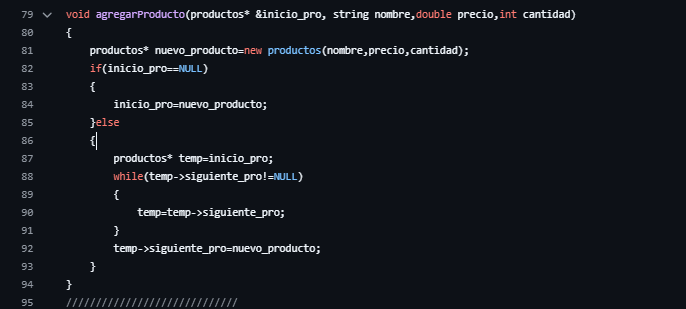 79 void agregarProducto(productos* &inicio_pro, string nombre,double precio,int cantidad)
80 {
81     productos* nuevo_producto=new productos(nombre,precio,cantidad);
82     if(inicio_pro==NULL)
83     {
84         inicio_pro=nuevo_producto;
85     }else
86     {
87         productos* temp=inicio_pro;
88         while(temp->siguiente_pro!=NULL)
89         {
90             temp=temp->siguiente_pro;
91         }
92         temp->siguiente_pro=nuevo_producto;
93     }
94 }
95 /////////////////////////////